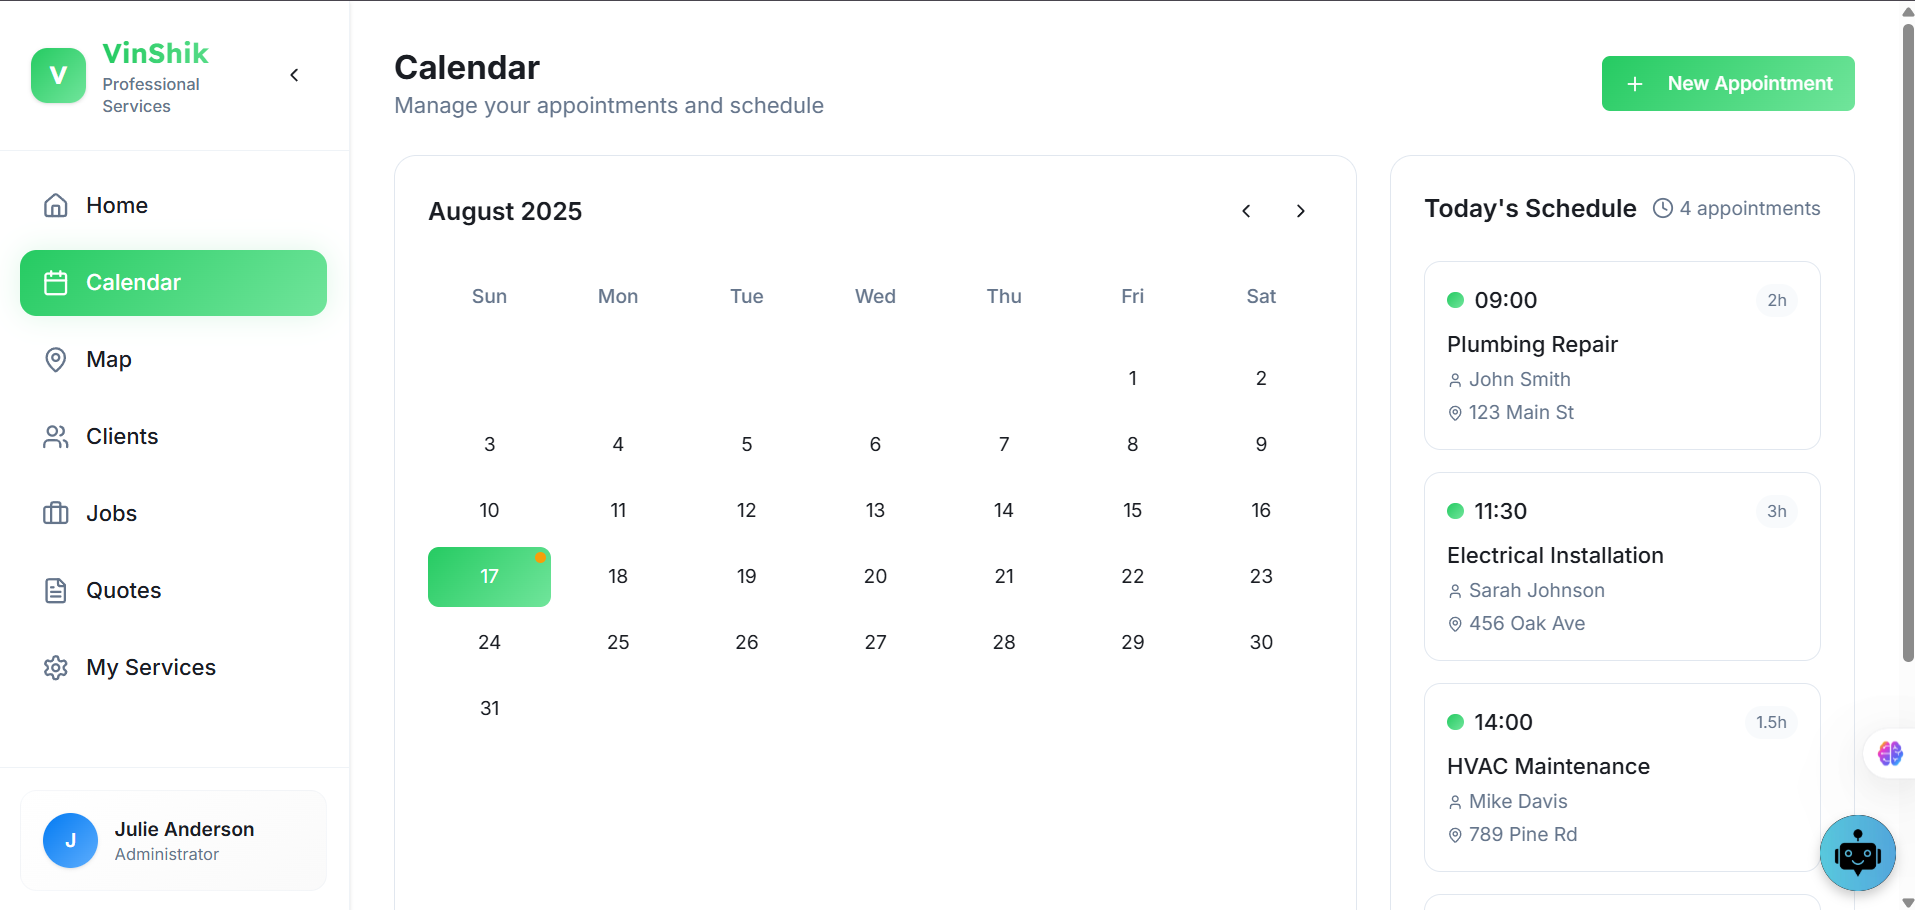 V
VinShik
Professional
Services
Home
Calendar
Map
Clients
Jobs
Quotes
My Services
J
Julie Anderson
Administrator
Calendar
Manage your appointments and schedule
+ New Appointment
August 2025
Sun Mon Tue Wed Thu Fri Sat
1 2
3 4 5 6 7 8 9
10 11 12 13 14 15 16
17 18 19 20 21 22 23
24 25 26 27 28 29 30
31
Today's Schedule 4 appointments
09:00 2h
Plumbing Repair
John Smith
123 Main St
11:30 3h
Electrical Installation
Sarah Johnson
456 Oak Ave
14:00 1.5h
HVAC Maintenance
Mike Davis
789 Pine Rd